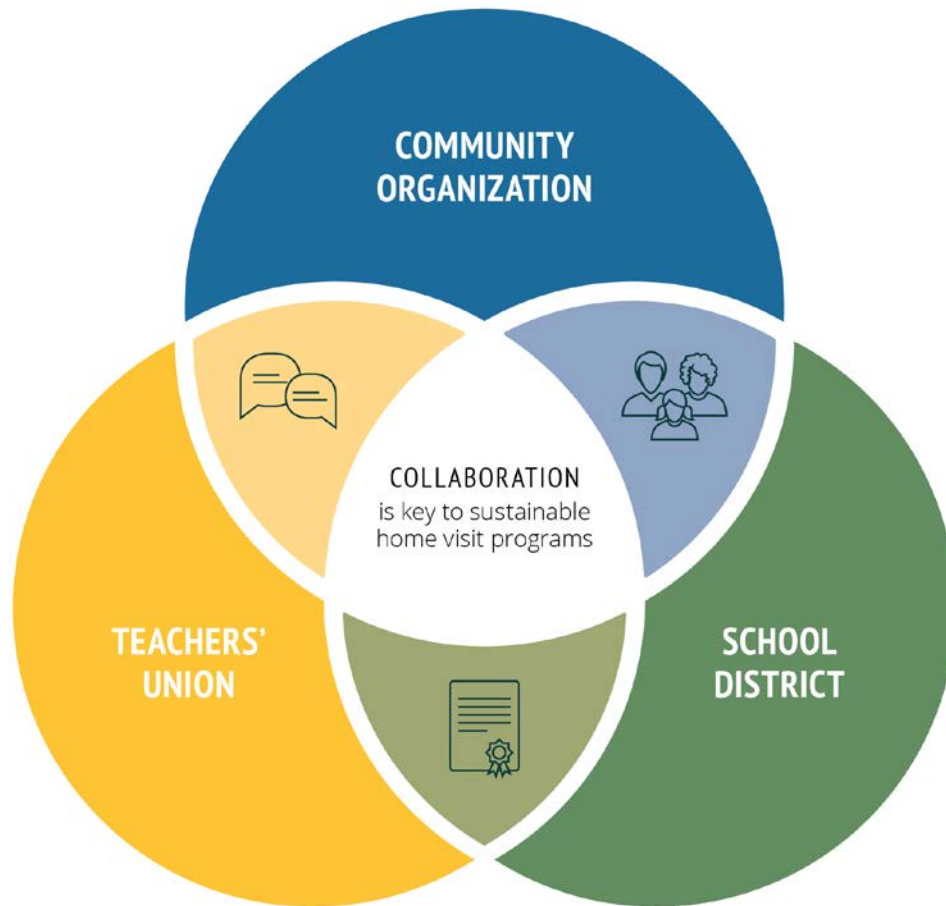 COMMUNITY
ORGANIZATION
COLLABORATION
is key to sustainable
home visit programs
TEACHERS’
UNION
SCHOOL
DISTRICT